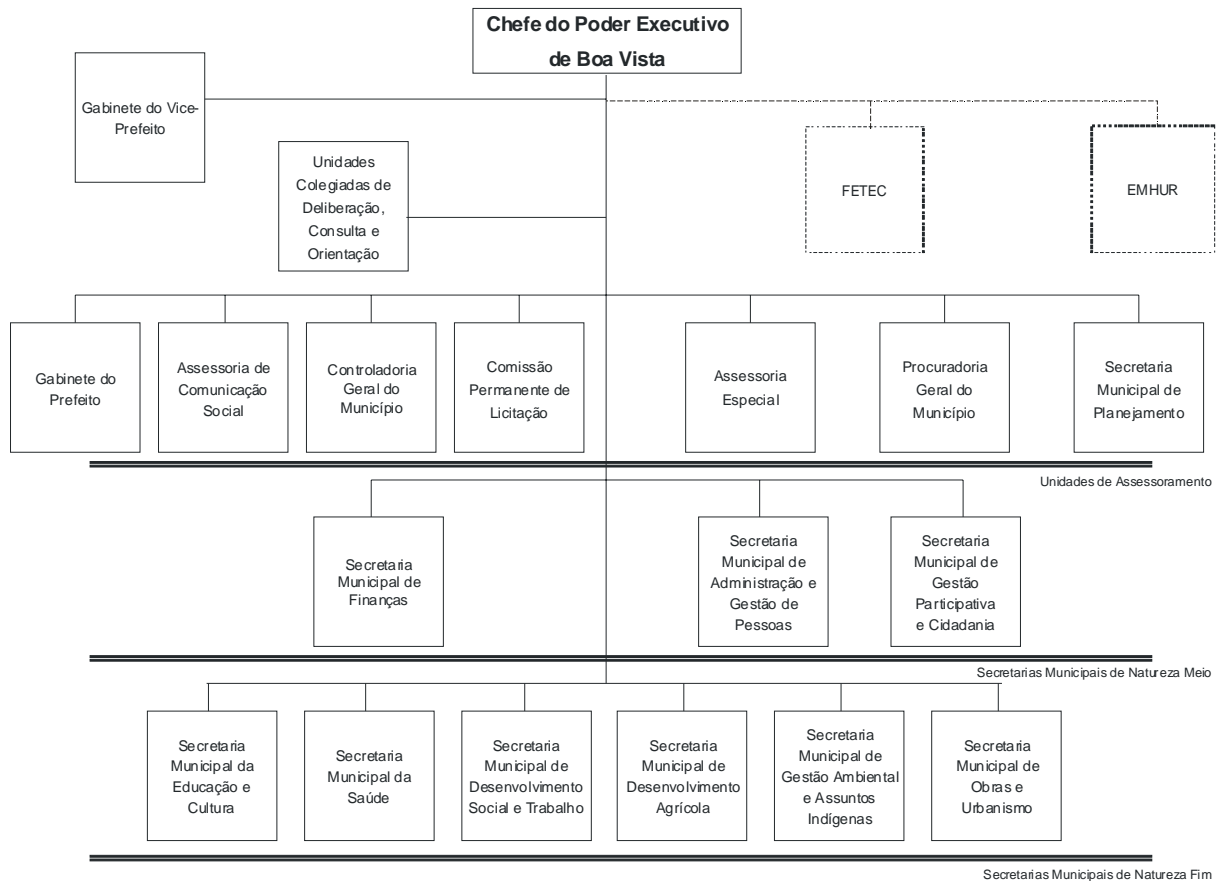 Chefe do Poder Executivo
de Boa Vista
Gabinete do Vice-
Prefeito
Unidades
Colegiadas de
Deliberação,
Consulta e
Orientação
FETEC
EMHUR
Gabinete do
Prefeito
Assessoria de
Comunicação
Social
Controladoria
Geral do
Município
Comissão
Permanente de
Licitação
Assessoria
Especial
Procuradoria
Geral do
Município
Secretaria
Municipal de
Planejamento
Unidades de Assessoramento
Secretaria
Municipal de
Finanças
Secretaria
Municipal de
Administração e
Gestão de
Pessoas
Secretaria
Municipal de
Gestão
Participativa
e Cidadania
Secretarias Municipais de Natureza Meio
Secretaria
Municipal da
Educação e
Cultura
Secretaria
Municipal da
Saúde
Secretaria
Municipal de
Desenvolvimento
Social e Trabalho
Secretaria
Municipal de
Desenvolvimento
Agrícola
Secretaria
Municipal de
Gestão Ambiental
e Assuntos
Indígenas
Secretaria
Municipal de
Obras e
Urbanismo
Secretarias Municipais de Natureza Fim